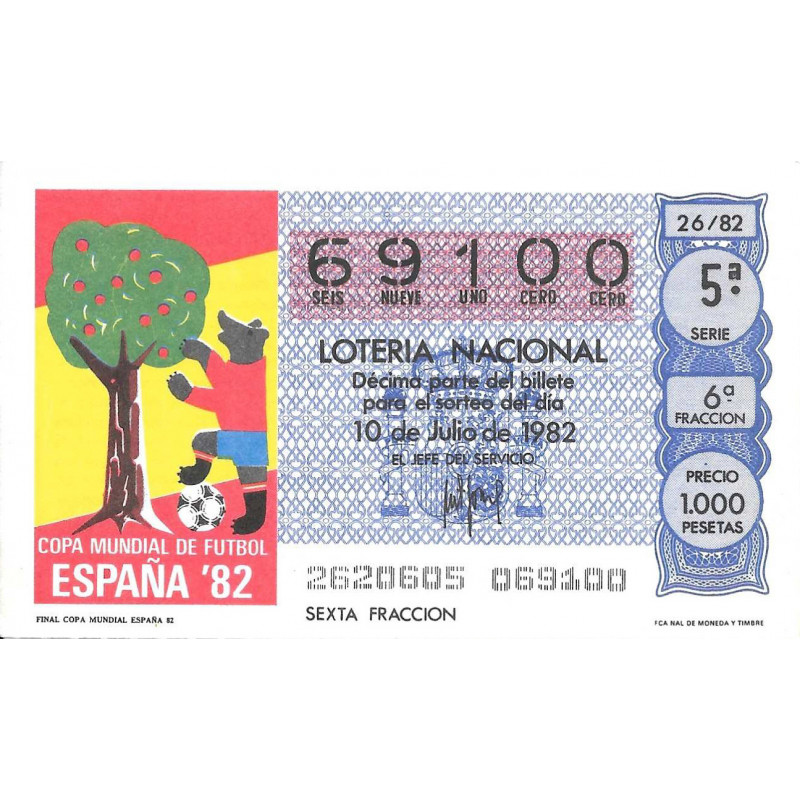 COPA MUNDIAL DE FUTBOL
ESPAÑA '82
FINAL COPA MUNDIAL ESPAÑA 82
69100
SEIS NUEVE UNO CERO CERO
LOTERIA NACIONAL
Décima parte del billete
para el sorteo del día
10 de Julio de 1982
EL JEFE DEL SERVICIO
2620605 069100
SEXTA FRACCION
26/82
5ª
SERIE
6ª
FRACCION
PRECIO
1.000
PESETAS
FCA NAL DE MONEDA Y TIMBRE